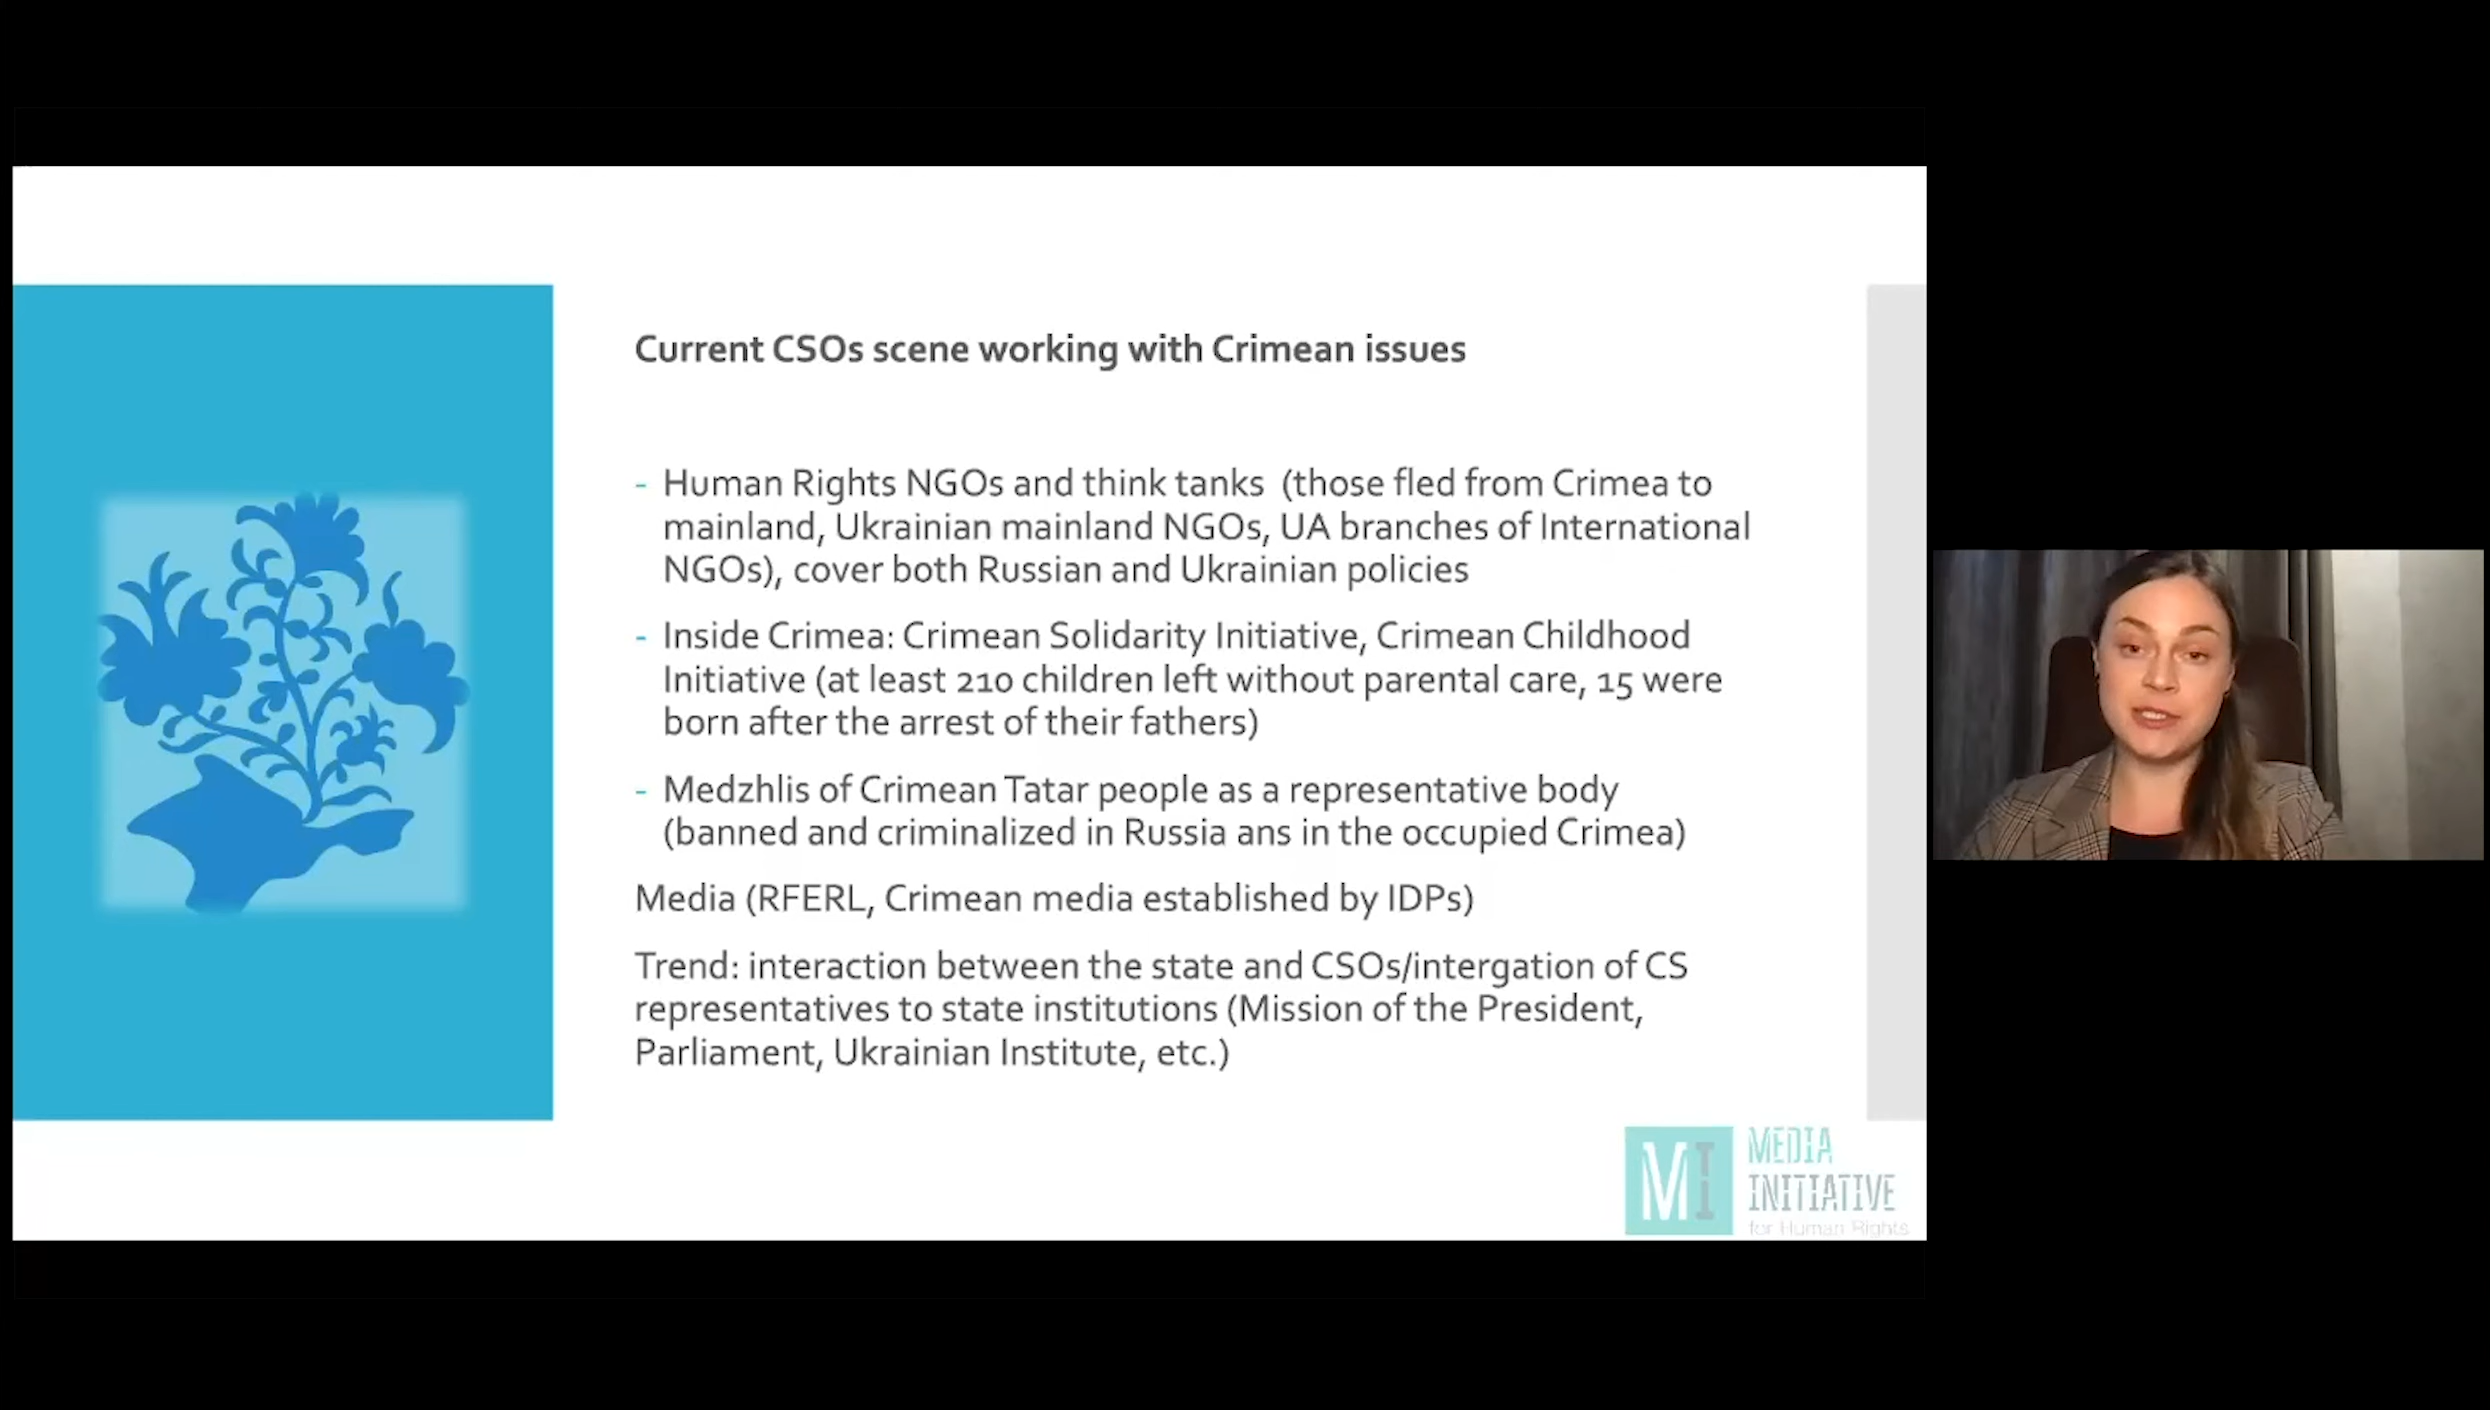 Current CSOs scene working with Crimean issues
- Human Rights NGOs and think tanks (those fled from Crimea to
mainland, Ukrainian mainland NGOs, UA branches of International
NGOs), cover both Russian and Ukrainian policies
- Inside Crimea: Crimean Solidarity Initiative, Crimean Childhood
Initiative (at least 210 children left without parental care, 15 were
born after the arrest of their fathers)
- Medzhlis of Crimean Tatar people as a representative body
(banned and criminalized in Russia ans in the occupied Crimea)
Media (RFERL, Crimean media established by IDPs)
Trend: interaction between the state and CSOs/intergation of CS
representatives to state institutions (Mission of the President,
Parliament, Ukrainian Institute, etc.)
MI
MEDIA
INITIATIVE
for Human Rights